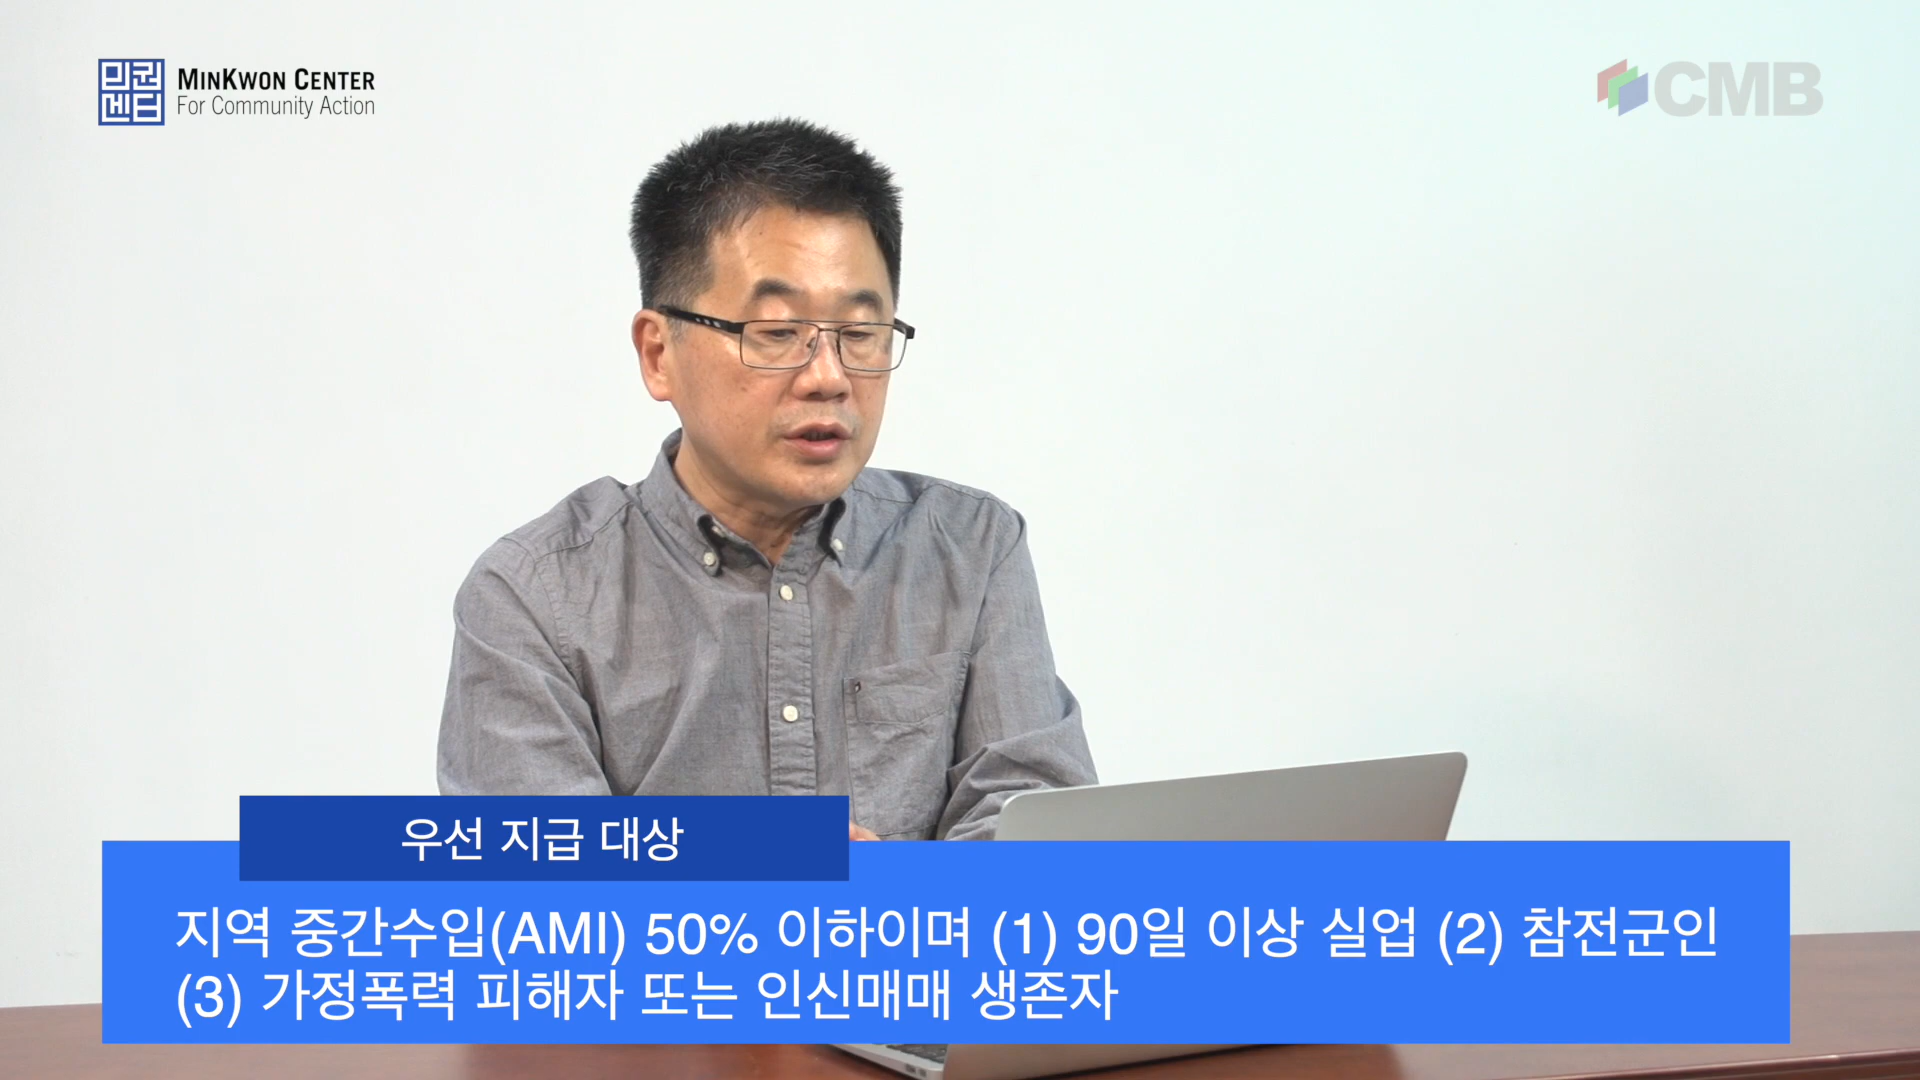 민권
센터
MINKWON CENTER
For Community Action
CMB
우선 지급 대상
지역 중간수입(AMI) 50% 이하이며 (1) 90일 이상 실업 (2) 참전군인
(3) 가정폭력 피해자 또는 인신매매 생존자